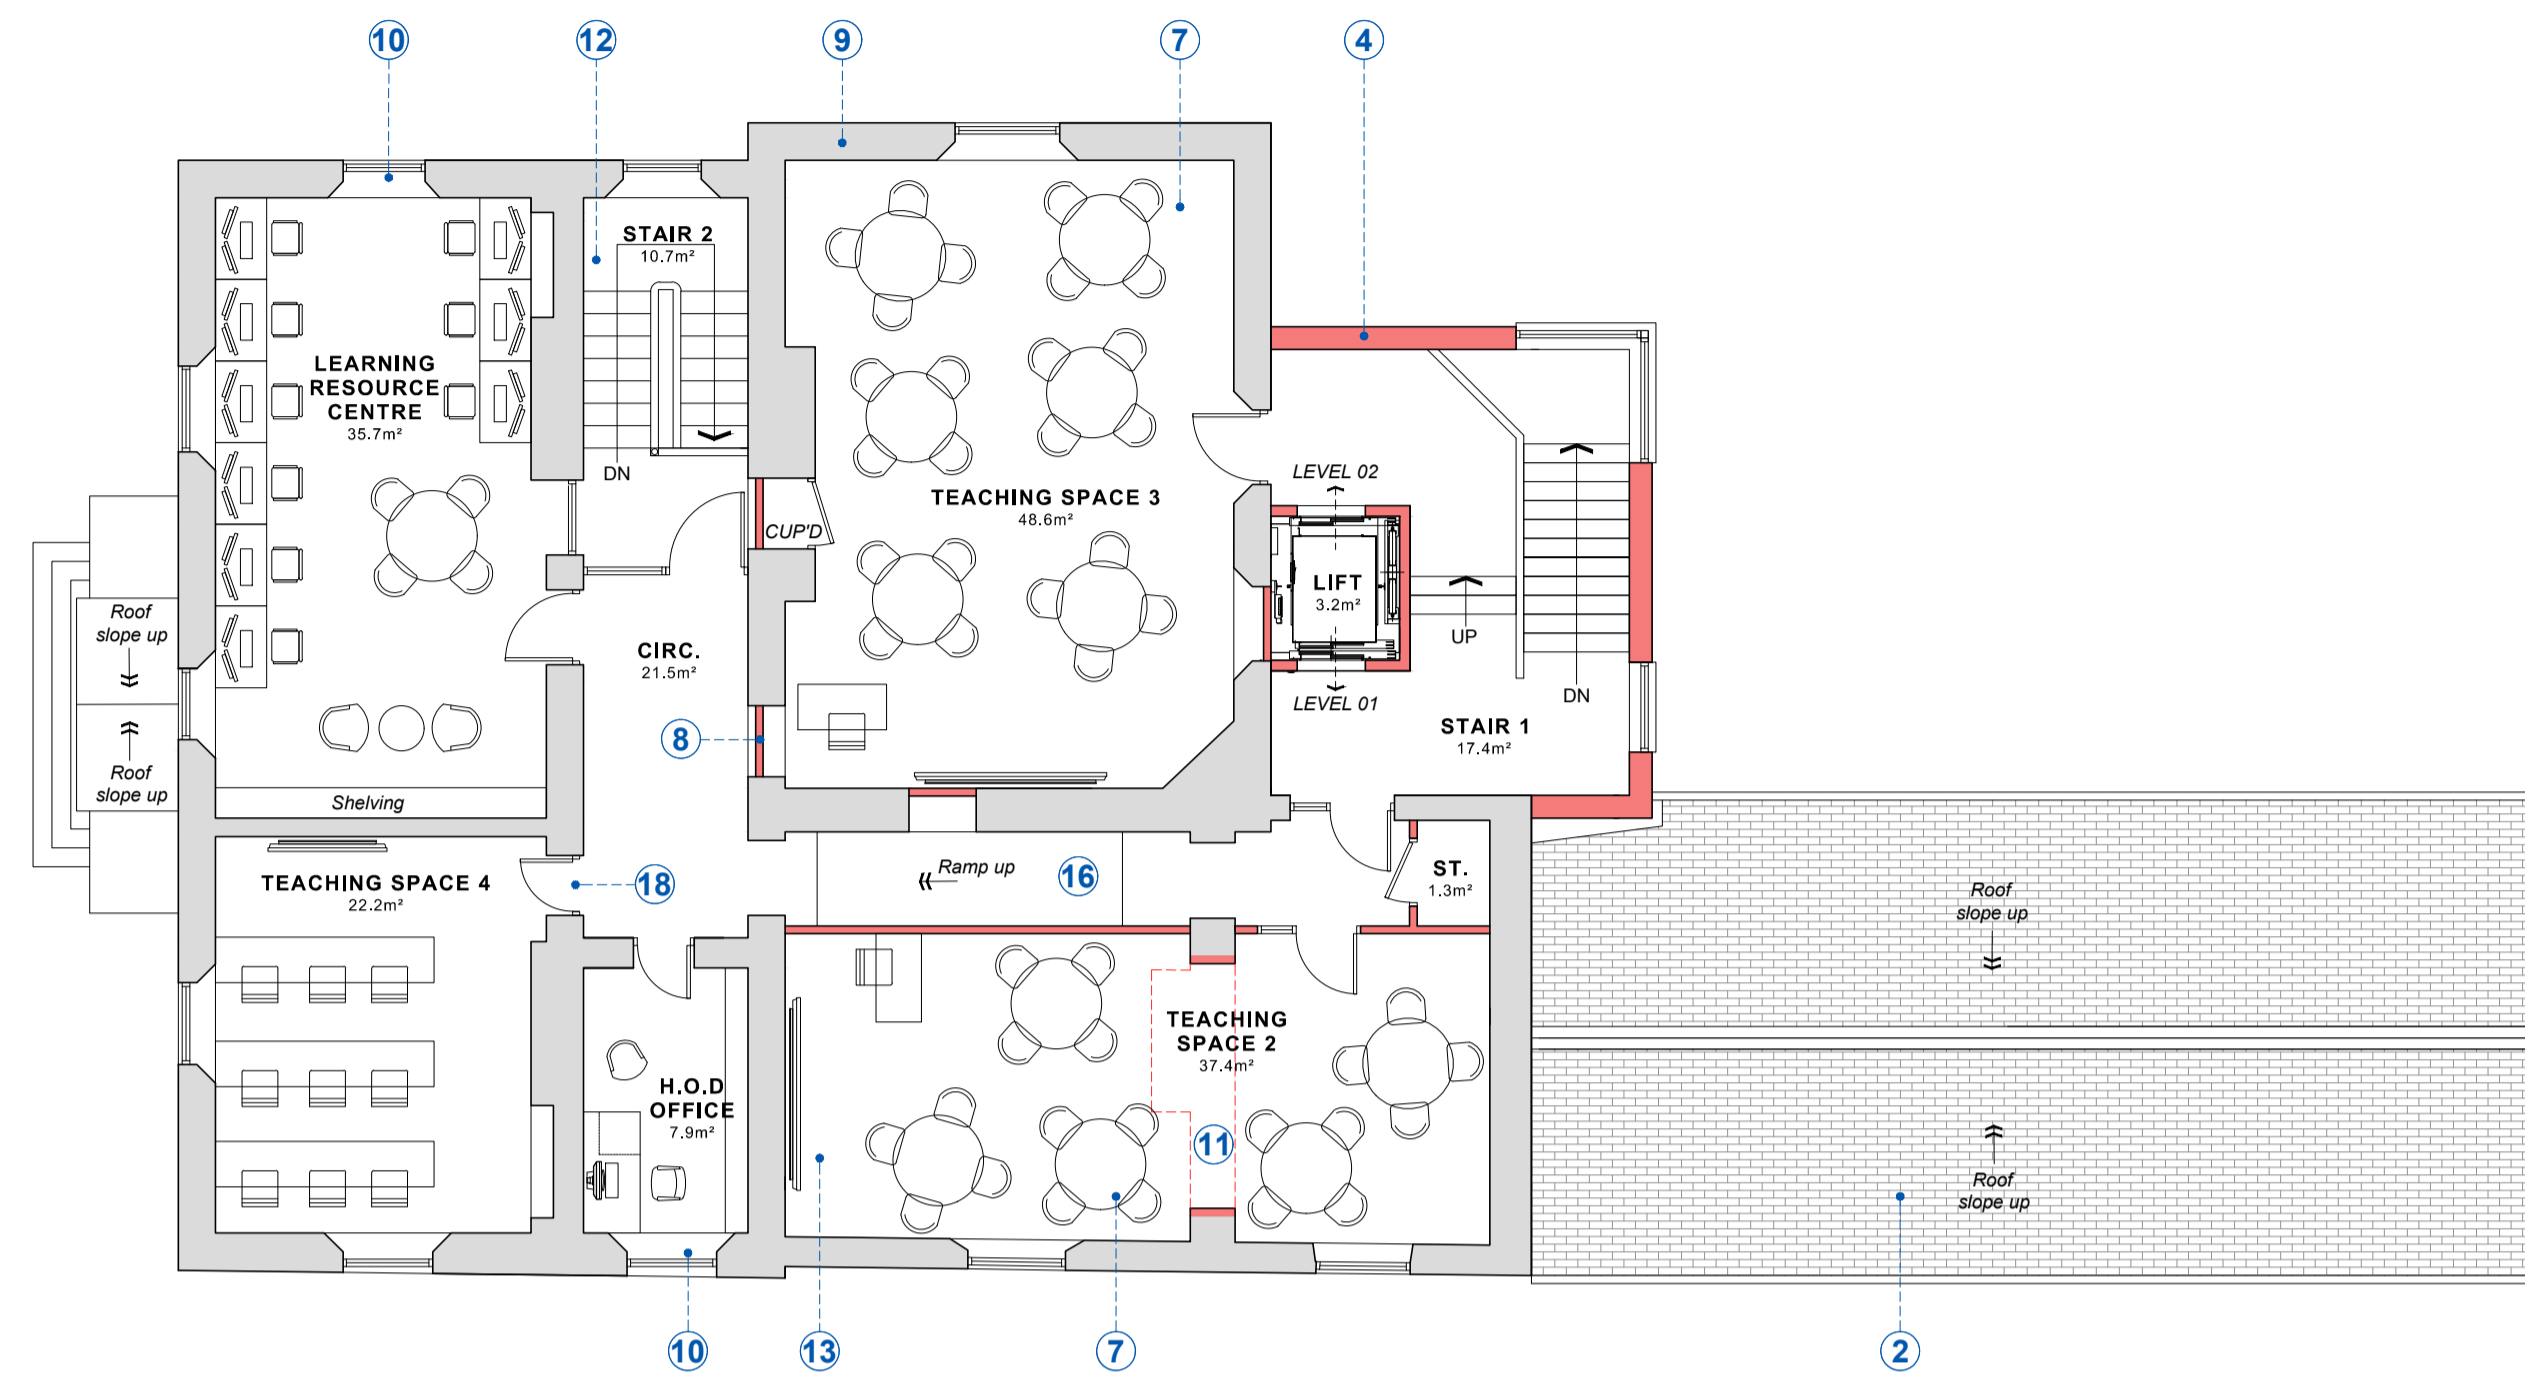 10
12
9
7
4
STAIR 2
10.7m²
LEARNING
RESOURCE
CENTRE
35.7m²
DN
LEVEL 02
TEACHING SPACE 3
48.6m²
CUP'D
LIFT
3.2m²
Roof
slope up
UP
CIRC.
21.5m²
DN
LEVEL 01
STAIR 1
17.4m²
8
Roof
slope up
Shelving
Ramp up
16
ST.
1.3m²
TEACHING SPACE 4
22.2m²
18
Roof
slope up
TEACHING
SPACE 2
37.4m²
H.O.D
OFFICE
7.9m²
11
Roof
slope up
10
13
7
2